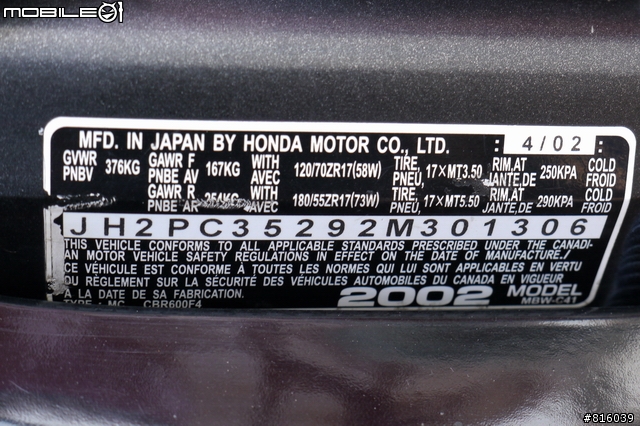 MOBILE01
MFD. IN JAPAN BY HONDA MOTOR CO., LTD. : 4/02 :
GVWR PNBV 376KG GAWR F PNBE AV 167KG WITH AVEC 120/70ZR17(58W) TIRE, PNEU, 17×MT3.50 RIM,AT JANTE,DE 250KPA COLD FROID
GAWR R PNBE AR 254KG WITH AVEC 180/55ZR17(73W) TIRE, PNEU, 17×MT5.50 RIM,AT JANTE,DE 290KPA COLD FROID
JH2PC35292M301306
THIS VEHICLE CONFORMS TO ALL APPLICABLE STANDARDS PRESCRIBED UNDER THE CANADI-
AN MOTOR VEHICLE SAFETY REGULATIONS IN EFFECT ON THE DATE OF MANUFACTURE./
CE VÉHICULE EST CONFORME À TOUTES LES NORMES QUI LUI SONT APPLICABLES EN VERTU
DU RÈGLEMENT SUR LA SÉCURITÉ DES VÉHICULES AUTOMOBILES DU CANADA EN VIGUEUR
À LA DATE DE SA FABRICATION. 2002 MODEL
TYPE : MC CBR600F4 MBW-C41
#816039